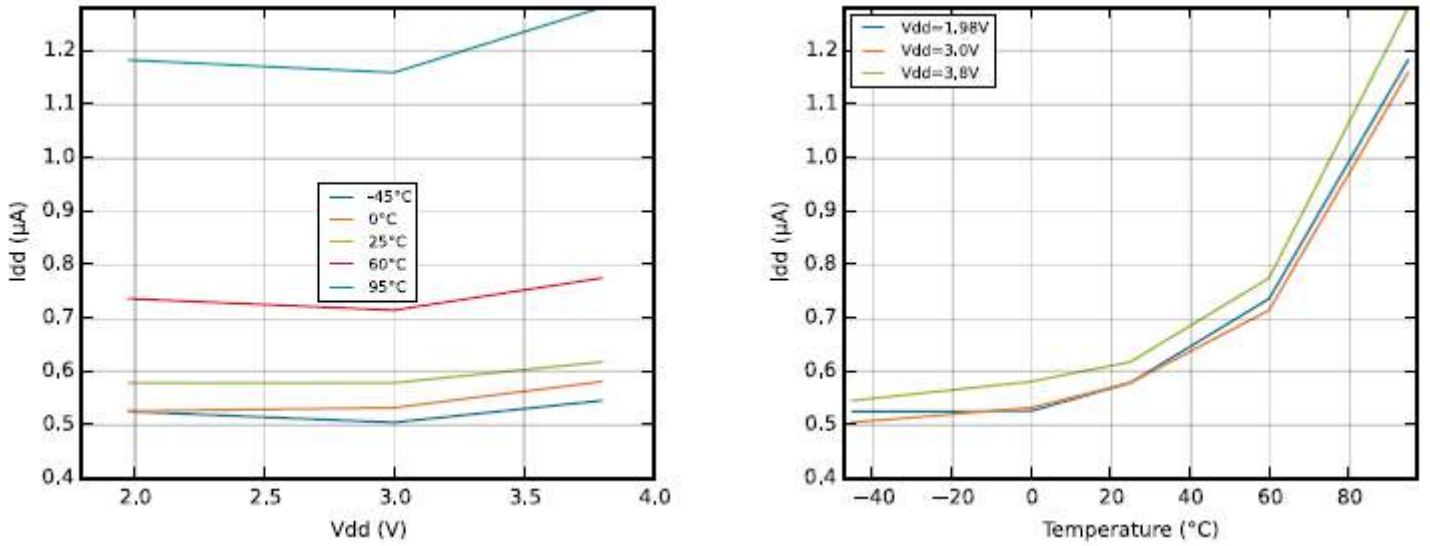 1.2
1.1
1.0
0.9
0.8
0.7
0.6
0.5
0.4
Idd (µA)
2.0 2.5 3.0 3.5 4.0
Vdd (V)
–45°C
0°C
25°C
60°C
95°C
1.2
1.1
1.0
0.9
0.8
0.7
0.6
0.5
0.4
Idd (µA)
−40 −20 0 20 40 60 80
Temperature (°C)
Vdd=1.98V
Vdd=3.0V
Vdd=3.8V